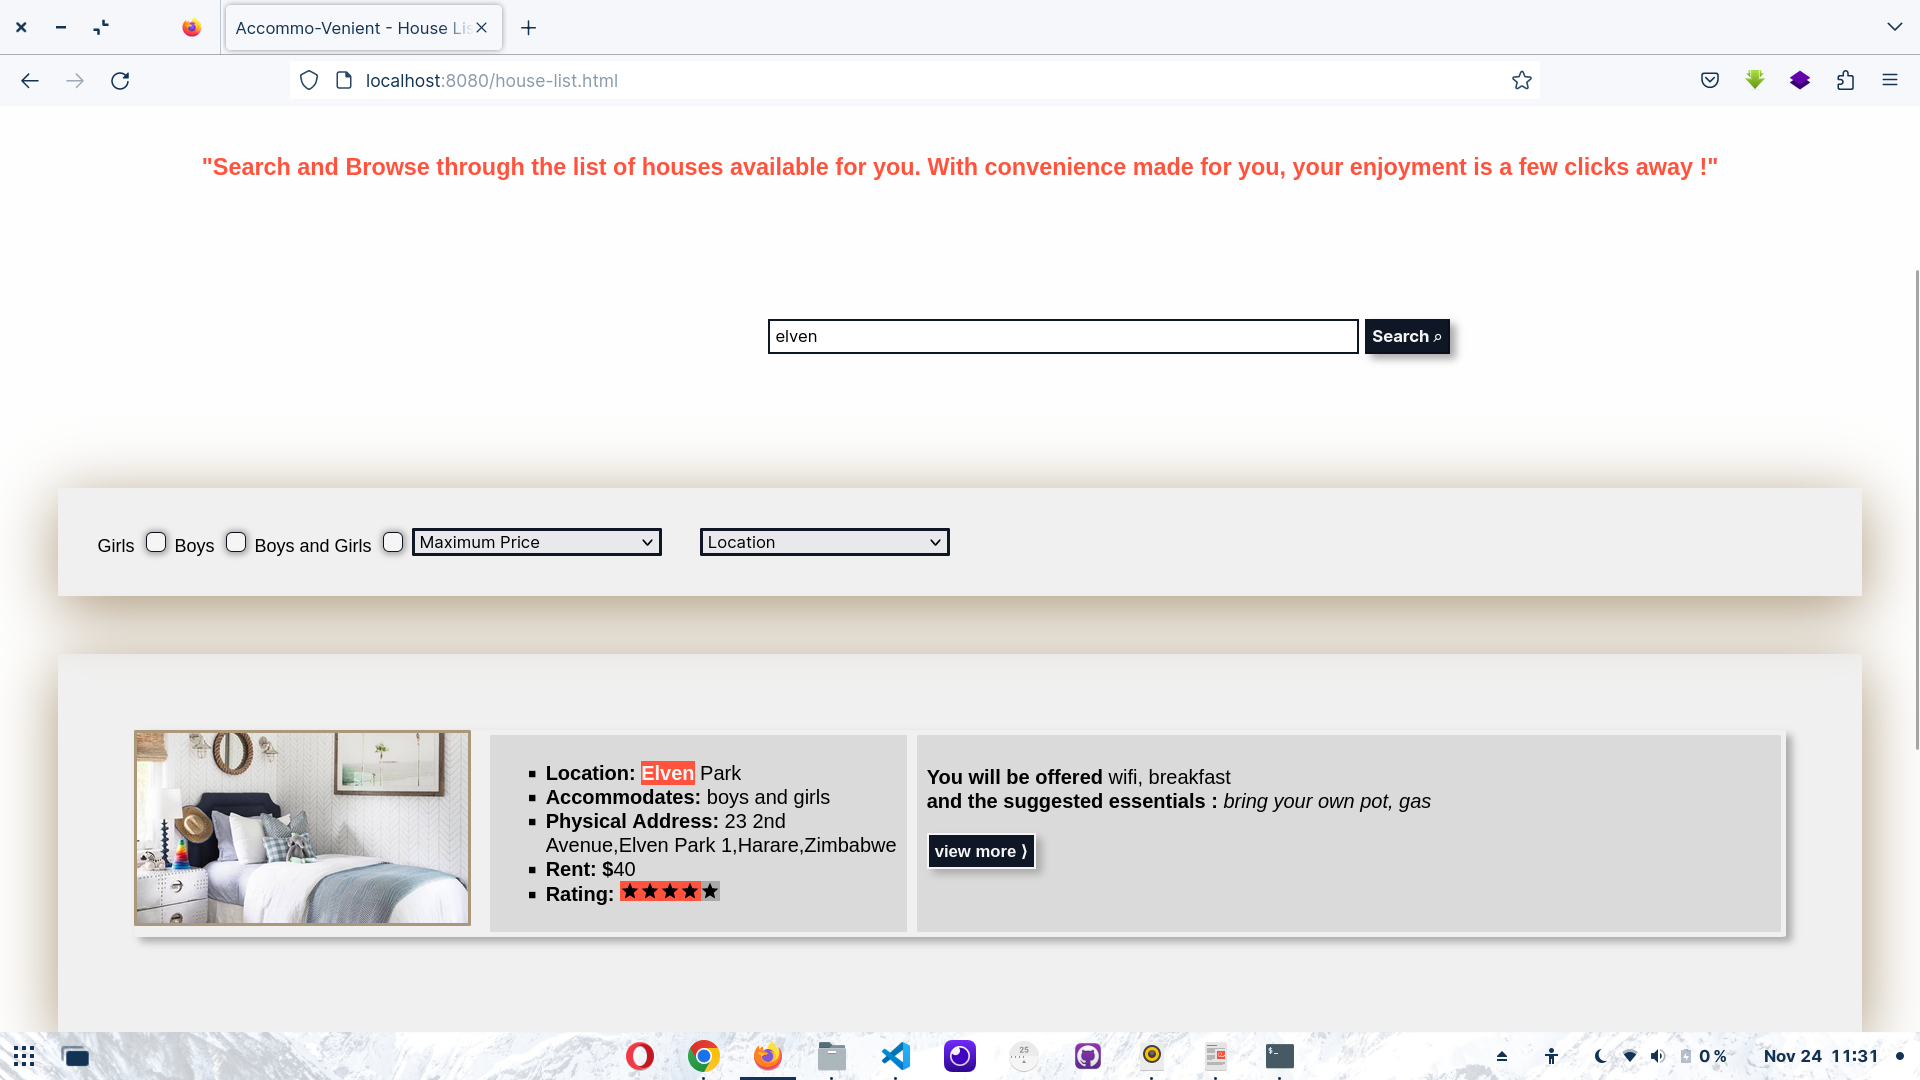 Accommo-Venient - House Lis
localhost:8080/house-list.html
"Search and Browse through the list of houses available for you. With convenience made for you, your enjoyment is a few clicks away !"
elven
Search
Girls Boys Boys and Girls Maximum Price Location
Location: Elven Park
Accommodates: boys and girls
Physical Address: 23 2nd
Avenue,Elven Park 1,Harare,Zimbabwe
Rent: $40
Rating: ★★★★★
You will be offered wifi, breakfast
and the suggested essentials : bring your own pot, gas
view more ⟩
25
$-
0 %
Nov 24 11:31